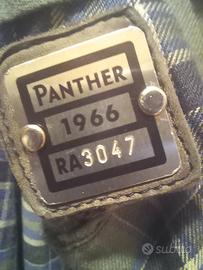 PANTHER
1966
RA3047
subito